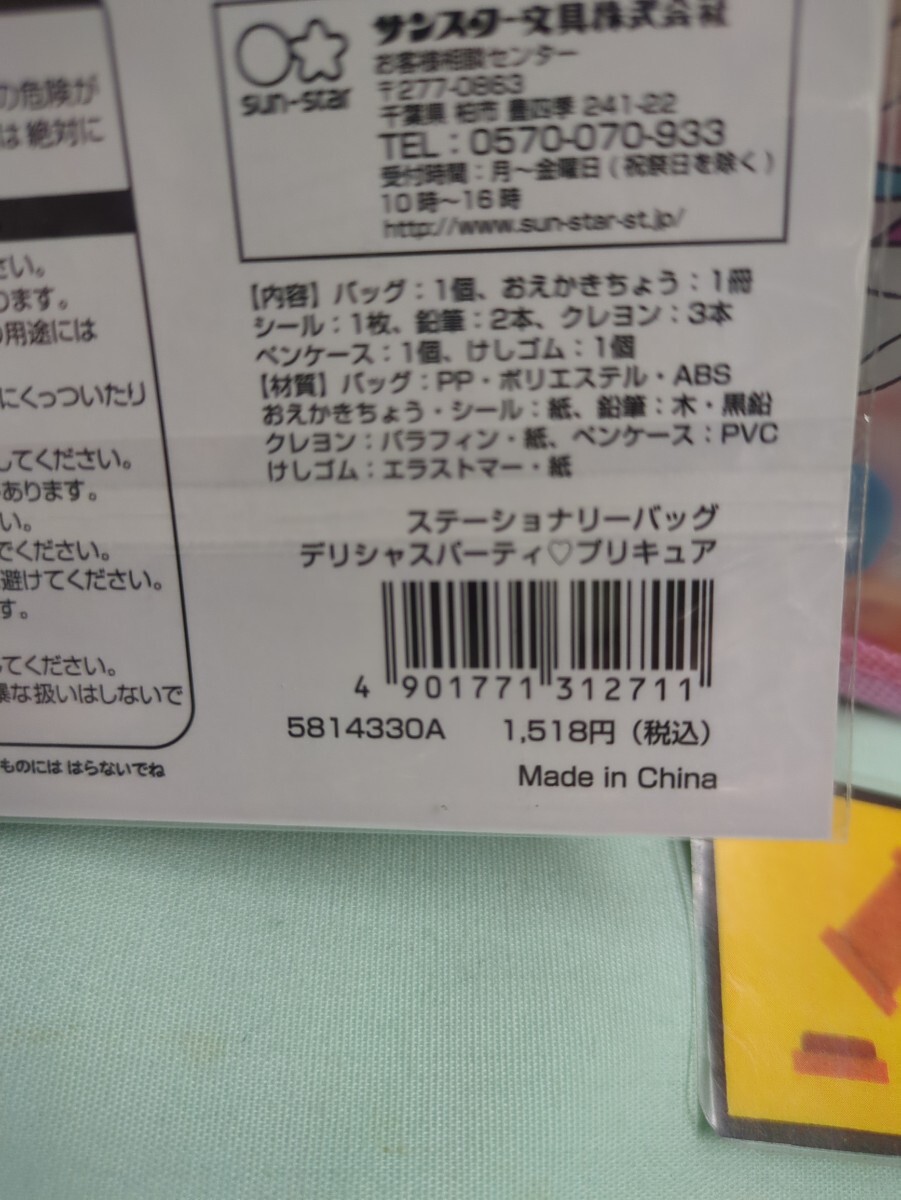 の危険が
は絶対に
さい。
ります。
の用途には
にくっついたり
してください。
あります。
い。
でください。
避けてください。
す。
してください。
暴な扱いはしないで
ものには はらないでね
sun-star
サンスター文具株式会社
お客様相談センター
〒277-0863
千葉県 柏市 豊四季 241-22
TEL：0570-070-933
受付時間：月〜金曜日(祝祭日を除く)
10時〜16時
http://www.sun-star-st.jp/
【内容】バッグ：1個、おえかきちょう：1冊
シール：1枚、鉛筆：2本、クレヨン：3本
ペンケース：1個、けしゴム：1個
【材質】バッグ：PP・ポリエステル・ABS
おえかきちょう・シール：紙、鉛筆：木・黒鉛
クレヨン：パラフィン・紙、ペンケース：PVC
けしゴム：エラストマー・紙
ステーショナリーバッグ
デリシャスパーティ♡プリキュア
4 901771 312711
5814330A 1,518円（税込）
Made in China